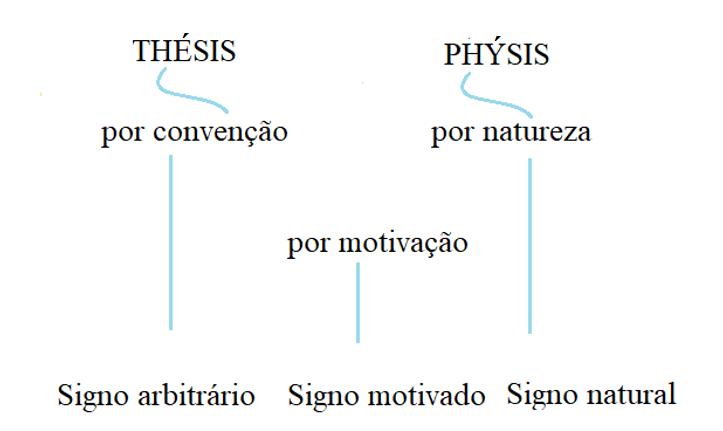 THÉSIS
PHÝSIS
por convenção
por natureza
por motivação
Signo arbitrário
Signo motivado
Signo natural